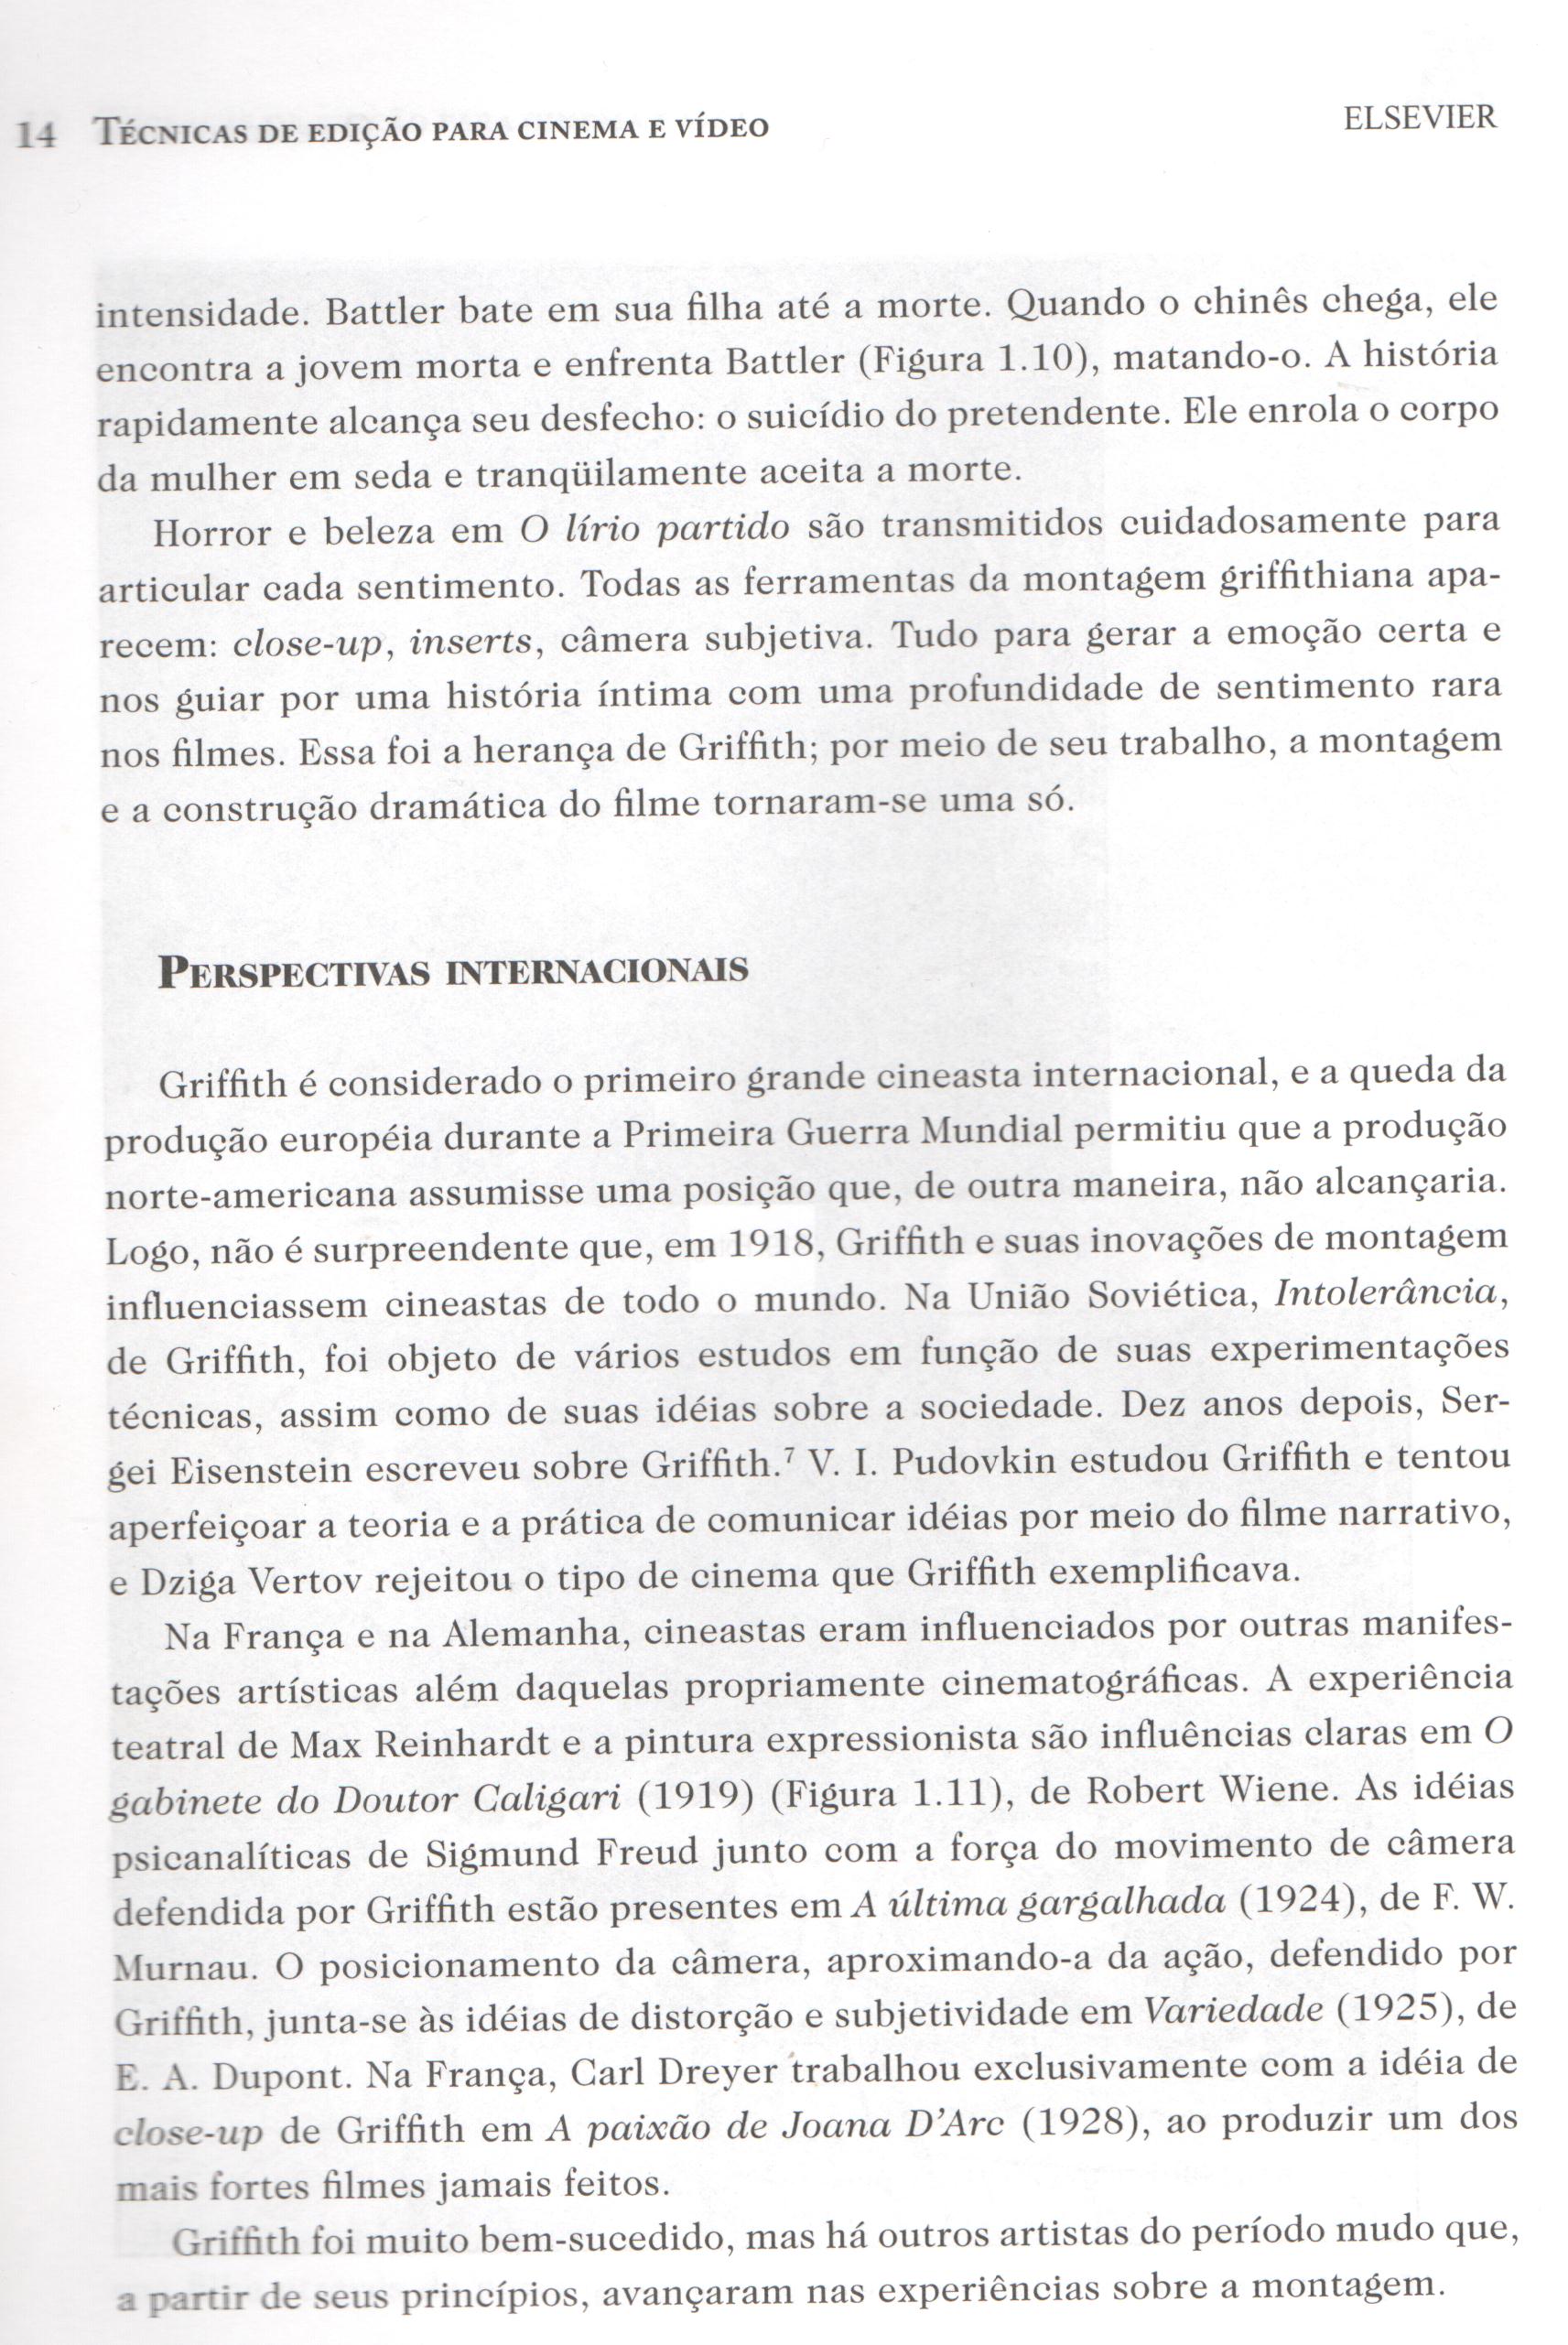 14 TÉCNICAS DE EDIÇÃO PARA CINEMA E VÍDEO ELSEVIER
intensidade. Battler bate em sua filha até a morte. Quando o chinês chega, ele
encontra a jovem morta e enfrenta Battler (Figura 1.10), matando-o. A história
rapidamente alcança seu desfecho: o suicídio do pretendente. Ele enrola o corpo
da mulher em seda e tranqüilamente aceita a morte.
Horror e beleza em O lírio partido são transmitidos cuidadosamente para
articular cada sentimento. Todas as ferramentas da montagem griffithiana apa-
recem: close-up, inserts, câmera subjetiva. Tudo para gerar a emoção certa e
nos guiar por uma história íntima com uma profundidade de sentimento rara
nos filmes. Essa foi a herança de Griffith; por meio de seu trabalho, a montagem
e a construção dramática do filme tornaram-se uma só.
PERSPECTIVAS INTERNACIONAIS
Griffith é considerado o primeiro grande cineasta internacional, e a queda da
produção européia durante a Primeira Guerra Mundial permitiu que a produção
norte-americana assumisse uma posição que, de outra maneira, não alcançaria.
Logo, não é surpreendente que, em 1918, Griffith e suas inovações de montagem
influenciassem cineastas de todo o mundo. Na União Soviética, Intolerância,
de Griffith, foi objeto de vários estudos em função de suas experimentações
técnicas, assim como de suas idéias sobre a sociedade. Dez anos depois, Ser-
gei Eisenstein escreveu sobre Griffith.⁷ V. I. Pudovkin estudou Griffith e tentou
aperfeiçoar a teoria e a prática de comunicar idéias por meio do filme narrativo,
e Dziga Vertov rejeitou o tipo de cinema que Griffith exemplificava.
Na França e na Alemanha, cineastas eram influenciados por outras manifes-
tações artísticas além daquelas propriamente cinematográficas. A experiência
teatral de Max Reinhardt e a pintura expressionista são influências claras em O
gabinete do Doutor Caligari (1919) (Figura 1.11), de Robert Wiene. As idéias
psicanalíticas de Sigmund Freud junto com a força do movimento de câmera
defendida por Griffith estão presentes em A última gargalhada (1924), de F. W.
Murnau. O posicionamento da câmera, aproximando-a da ação, defendido por
Griffith, junta-se às idéias de distorção e subjetividade em Variedade (1925), de
E. A. Dupont. Na França, Carl Dreyer trabalhou exclusivamente com a idéia de
close-up de Griffith em A paixão de Joana D'Arc (1928), ao produzir um dos
mais fortes filmes jamais feitos.
Griffith foi muito bem-sucedido, mas há outros artistas do período mudo que,
a partir de seus princípios, avançaram nas experiências sobre a montagem.